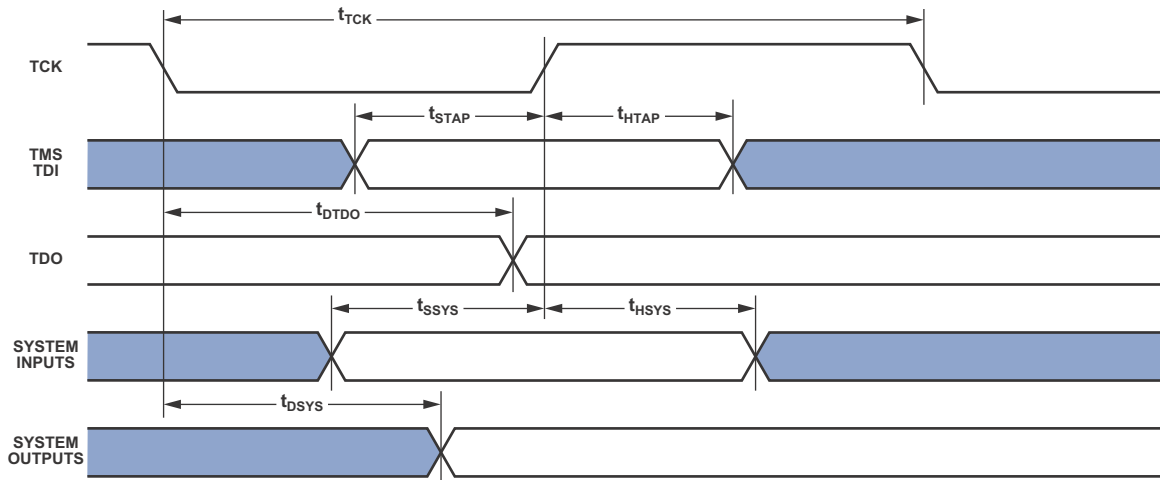 tTCK
TCK
tSTAP
tHTAP
TMS
TDI
tDTDO
TDO
tSSYS
tHSYS
SYSTEM
INPUTS
tDSYS
SYSTEM
OUTPUTS